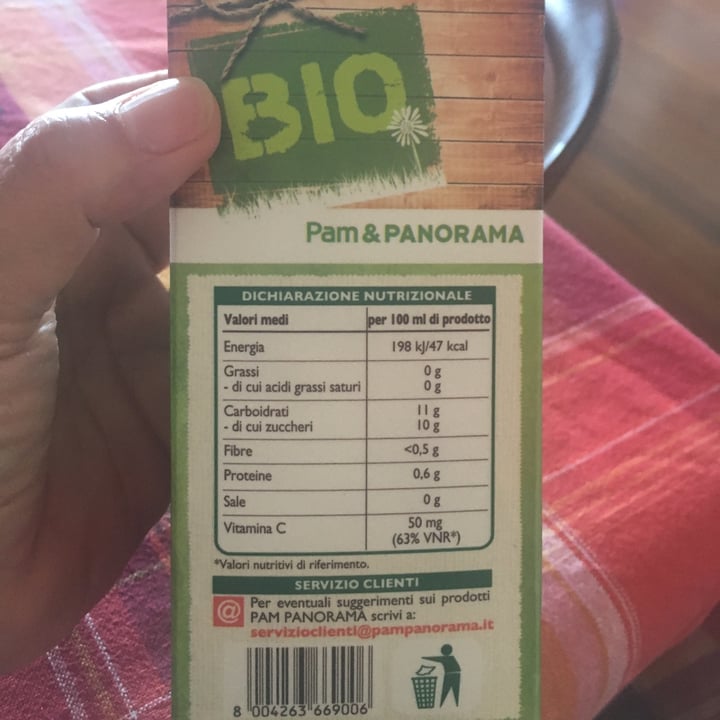 BIO
Pam & PANORAMA
DICHIARAZIONE NUTRIZIONALE
Valori medi per 100 ml di prodotto
Energia 198 kJ/47 kcal
Grassi 0 g
- di cui acidi grassi saturi 0 g
Carboidrati 11 g
- di cui zuccheri 10 g
Fibre <0,5 g
Proteine 0,6 g
Sale 0 g
Vitamina C 50 mg
(63% VNR*)
*Valori nutritivi di riferimento.
SERVIZIO CLIENTI
@ Per eventuali suggerimenti sui prodotti
PAM PANORAMA scrivi a:
servizioclienti@pampanorama.it
8 004263 669006